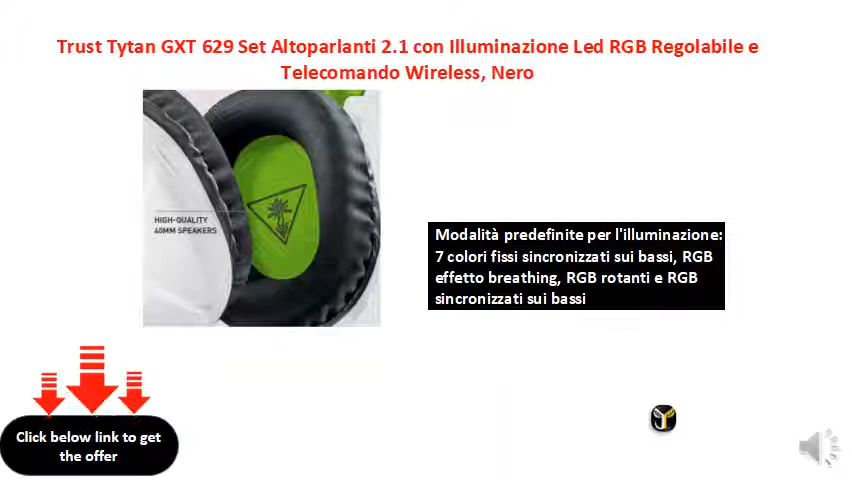 Trust Tytan GXT 629 Set Altoparlanti 2.1 con Illuminazione Led RGB Regolabile e
Telecomando Wireless, Nero
HIGH-QUALITY
40MM SPEAKERS
Modalità predefinite per l'illuminazione:
7 colori fissi sincronizzati sui bassi, RGB
effetto breathing, RGB rotanti e RGB
sincronizzati sui bassi
Click below link to get
the offer